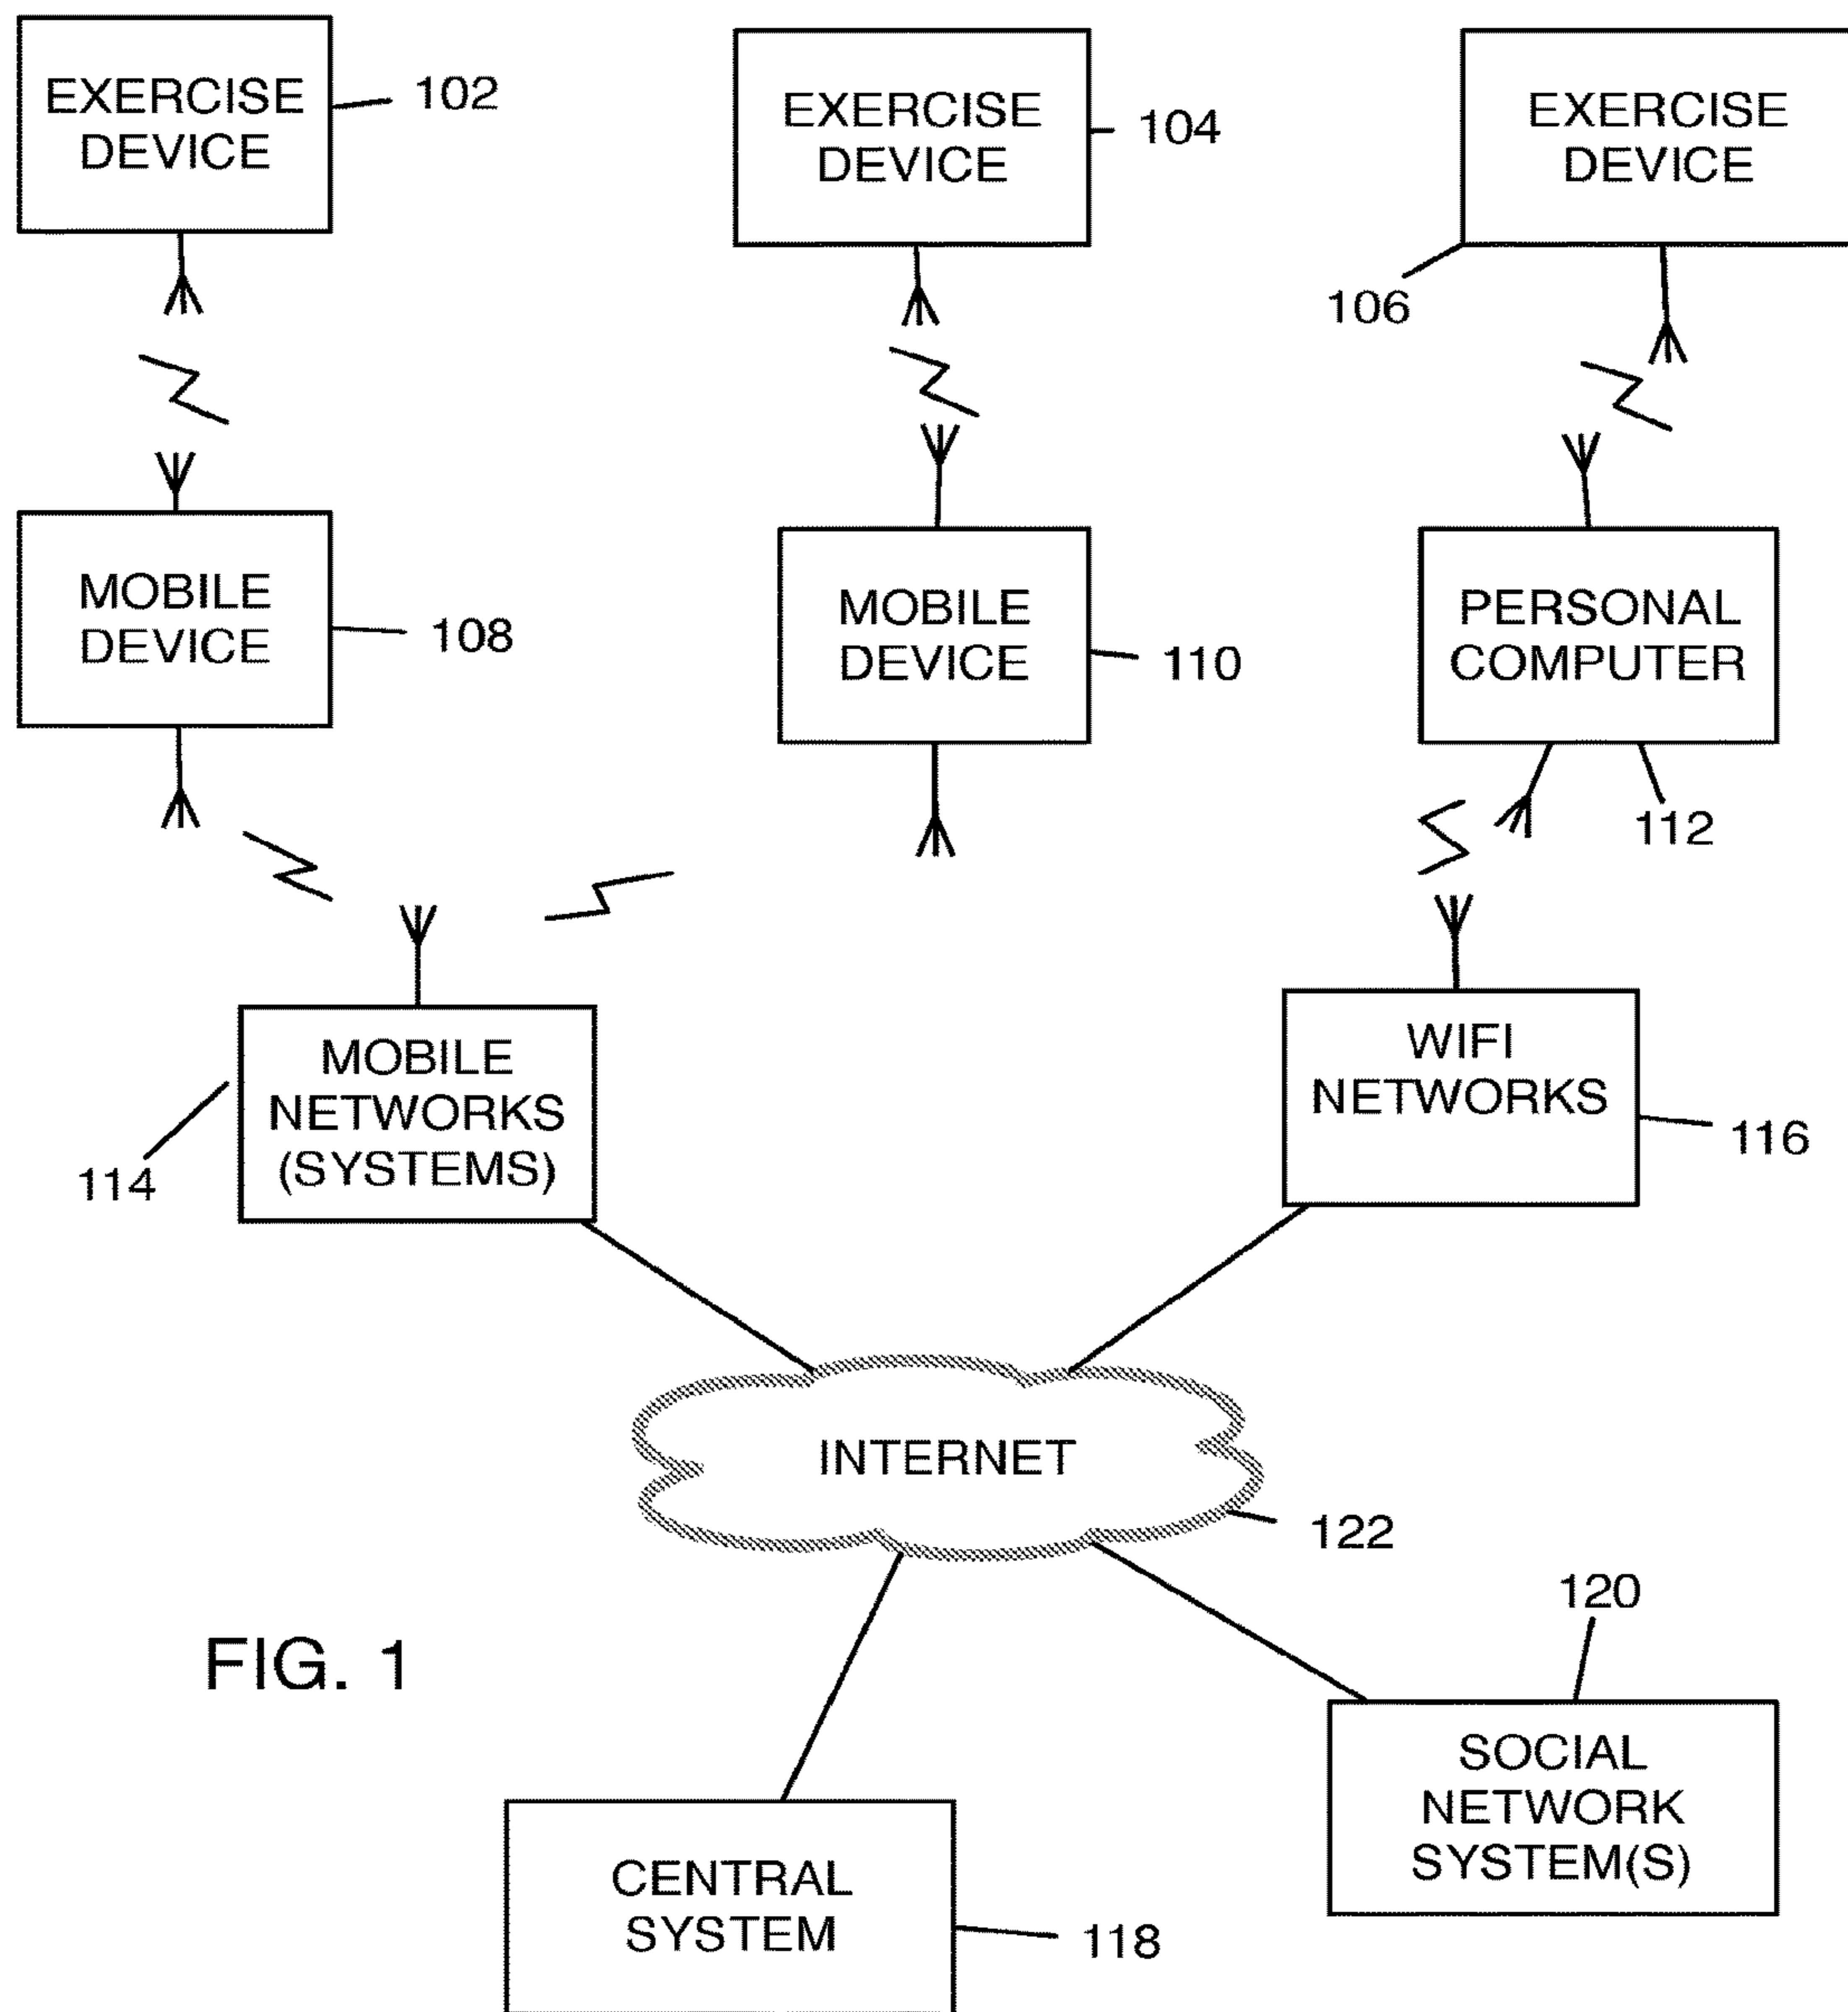 EXERCISE
DEVICE
102
EXERCISE
DEVICE
104
EXERCISE
DEVICE
106
MOBILE
DEVICE
108
MOBILE
DEVICE
110
PERSONAL
COMPUTER
112
MOBILE
NETWORKS
(SYSTEMS)
114
WIFI
NETWORKS
116
INTERNET
122
FIG. 1
120
SOCIAL
NETWORK
SYSTEM(S)
CENTRAL
SYSTEM
118